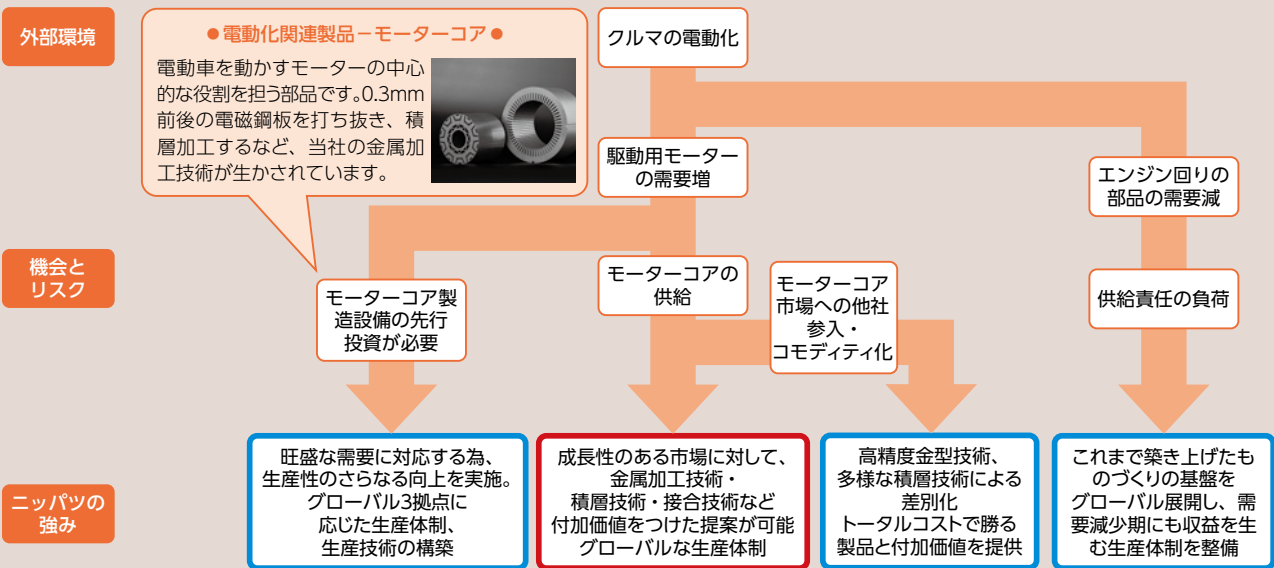 外部環境
●電動化関連製品－モーターコア●
電動車を動かすモーターの中心
的な役割を担う部品です。0.3mm
前後の電磁鋼板を打ち抜き、積
層加工するなど、当社の金属加
工技術が生かされています。
クルマの電動化
駆動用モーター
の需要増
エンジン回りの
部品の需要減
機会と
リスク
モーターコア製
造設備の先行
投資が必要
モーターコアの
供給
モーターコア
市場への他社
参入・
コモディティ化
供給責任の負荷
ニッパツの
強み
旺盛な需要に対応する為、
生産性のさらなる向上を実施。
グローバル3拠点に
応じた生産体制、
生産技術の構築
成長性のある市場に対して、
金属加工技術・
積層技術・接合技術など
付加価値をつけた提案が可能
グローバルな生産体制
高精度金型技術、
多様な積層技術による
差別化
トータルコストで勝る
製品と付加価値を提供
これまで築き上げたも
のづくりの基盤を
グローバル展開し、需
要減少期にも収益を生
む生産体制を整備